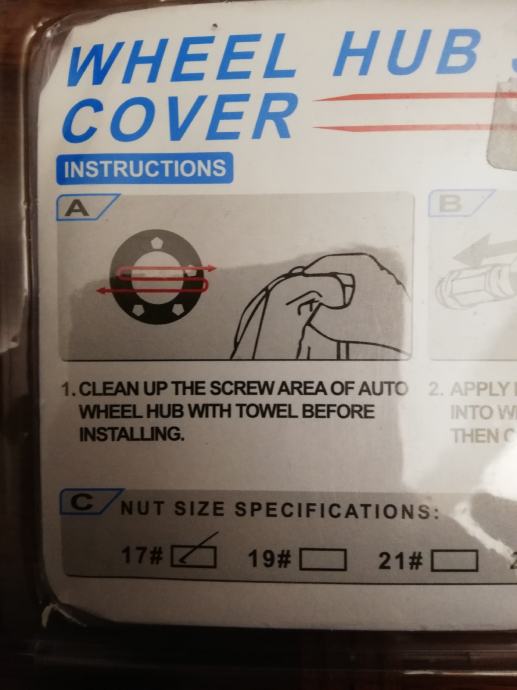 WHEEL HUB
COVER
INSTRUCTIONS
A
B
1. CLEAN UP THE SCREW AREA OF AUTO
WHEEL HUB WITH TOWEL BEFORE
INSTALLING.
2. APPLY
INTO
THEN
C NUT SIZE SPECIFICATIONS:
17# 19# 21#